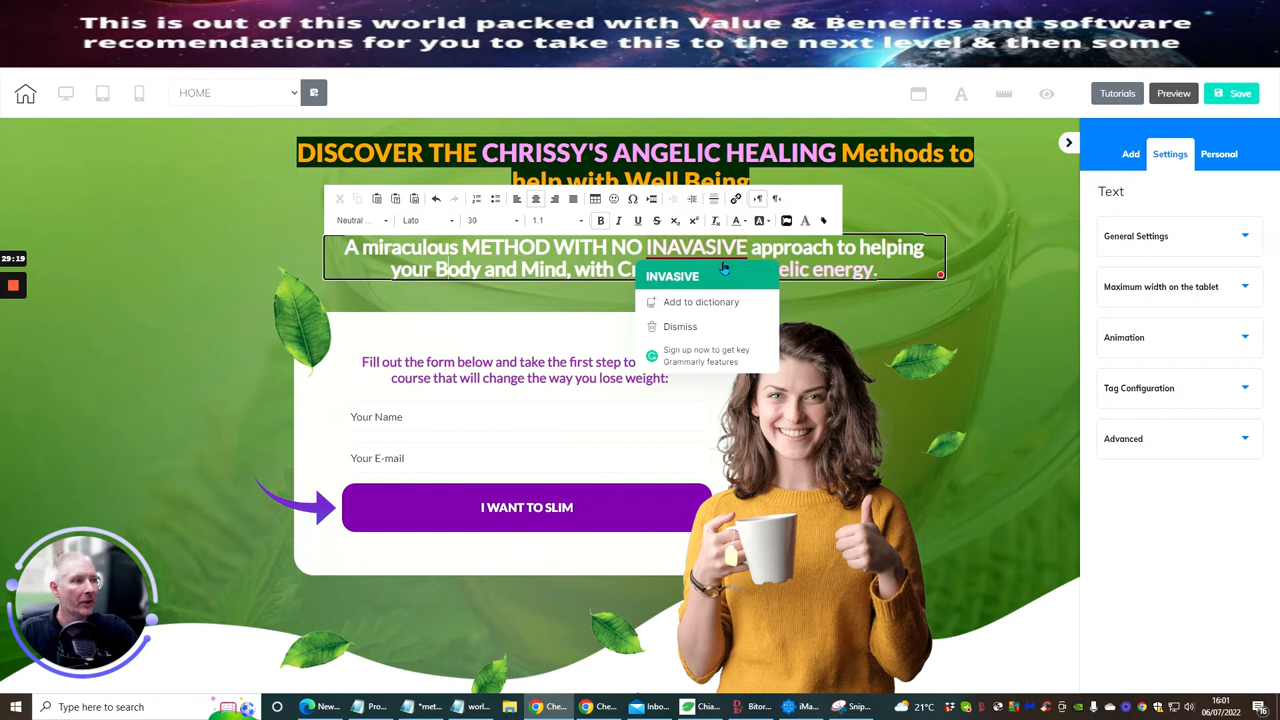 This is out of this world packed with Value & Benefits and software
recomendations for you to take this to the next level & then some
HOME
Tutorials
Preview
Save
DISCOVER THE CHRISSY'S ANGELIC HEALING Methods to
help with Well Being
Add
Settings
Personal
Text
Neutral ...
Lato
30
1.1
B
I
U
S
General Settings
Maximum width on the tablet
Animation
Tag Configuration
Advanced
29:19
A miraculous METHOD WITH NO INAVASIVE approach to helping
your Body and Mind, with C elic energy.
INVASIVE
Add to dictionary
Dismiss
Sign up now to get key
Grammarly features
Fill out the form below and take the first step to
course that will change the way you lose weight:
Your Name
Your E-mail
I WANT TO SLIM
Type here to search
New...
Pro...
"met...
worl...
Che...
Che...
Inbo...
Chia...
Bitor...
iMa...
Snip...
21°C
16:01
06/07/2022